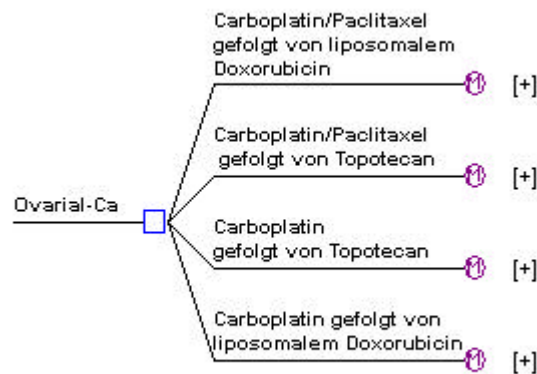 Carboplatin/Paclitaxel
gefolgt von liposomalem
Doxorubicin
M [+]
Carboplatin/Paclitaxel
gefolgt von Topotecan
M [+]
Ovarial-Ca
Carboplatin
gefolgt von Topotecan
M [+]
Carboplatin gefolgt von
liposomalem Doxorubicin
M [+]